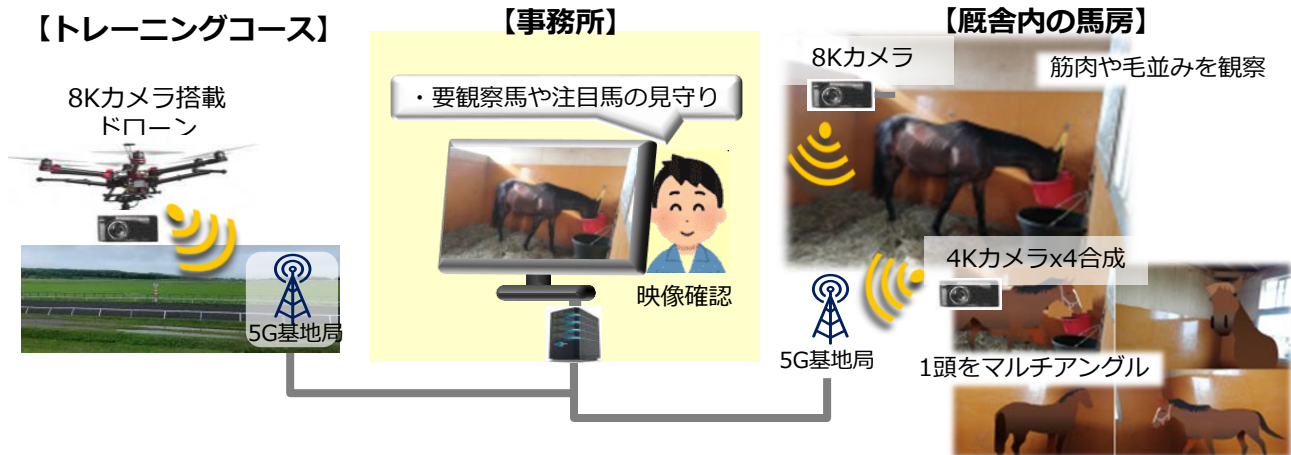 【トレーニングコース】
8Kカメラ搭載
ドローン
5G基地局
【事務所】
・要観察馬や注目馬の見守り
映像確認
【厩舎内の馬房】
8Kカメラ
筋肉や毛並みを観察
4Kカメラx4合成
5G基地局
1頭をマルチアングル